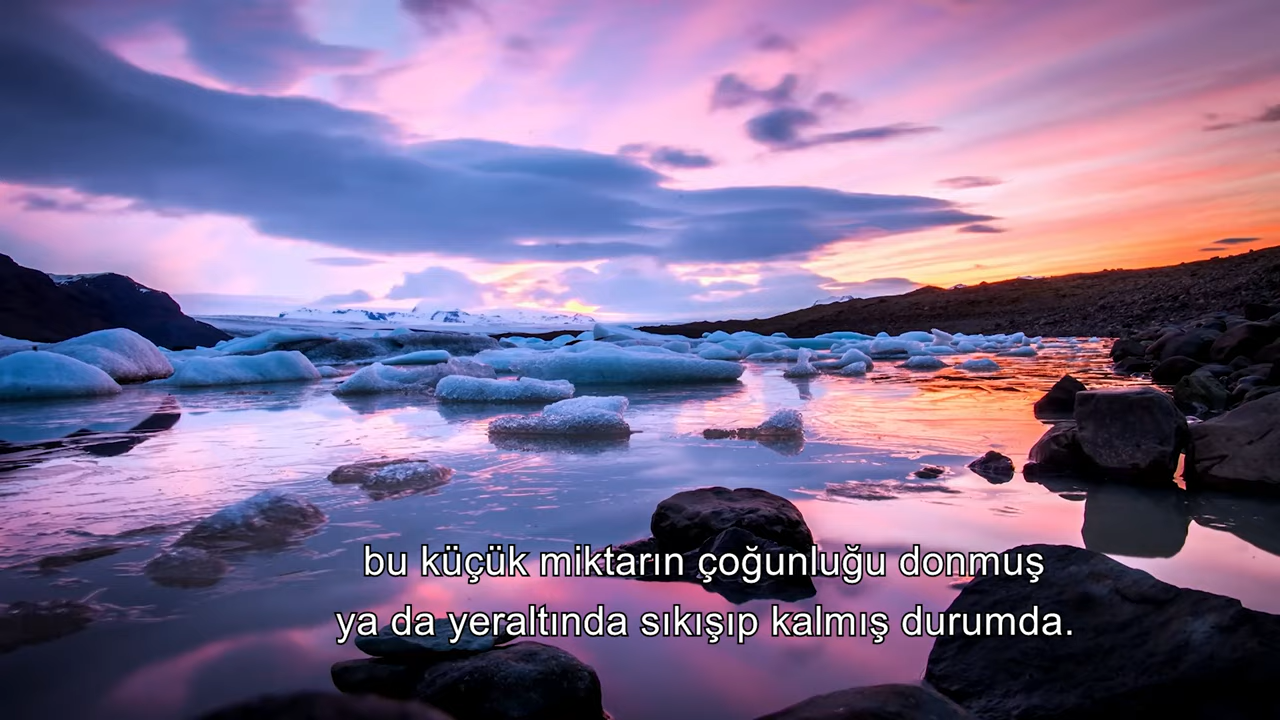 bu küçük miktarın çoğunluğu donmuş
ya da yeraltında sıkışıp kalmış durumda.